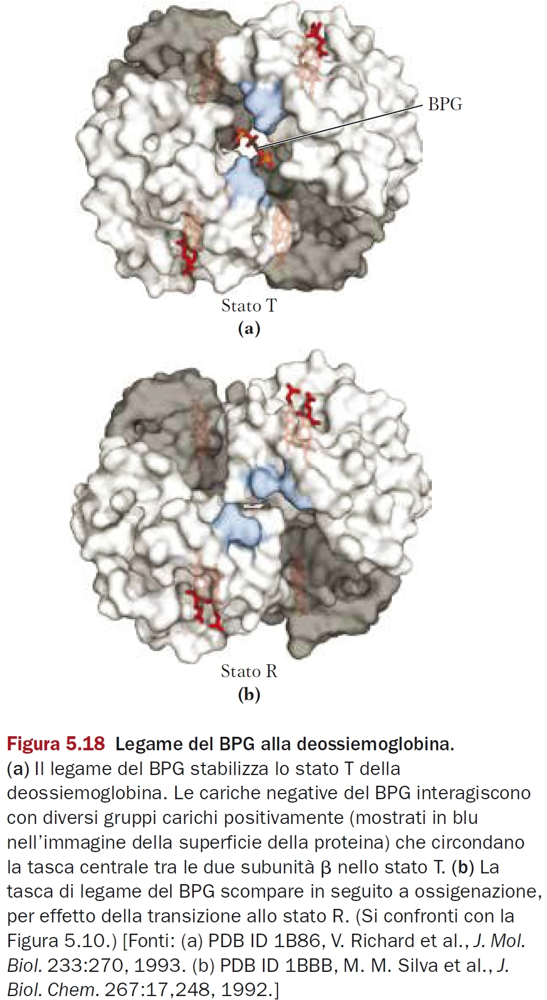 BPG
Stato T
(a)
Stato R
(b)
Figura 5.18 Legame del BPG alla deossiemoglobina.
(a) Il legame del BPG stabilizza lo stato T della
deossiemoglobina. Le cariche negative del BPG interagiscono
con diversi gruppi carichi positivamente (mostrati in blu
nell'immagine della superficie della proteina) che circondano
la tasca centrale tra le due subunità β nello stato T. (b) La
tasca di legame del BPG scompare in seguito a ossigenazione,
per effetto della transizione allo stato R. (Si confronti con la
Figura 5.10.) [Fonti: (a) PDB ID 1B86, V. Richard et al., J. Mol.
Biol. 233:270, 1993. (b) PDB ID 1BBB, M. M. Silva et al., J.
Biol. Chem. 267:17,248, 1992.]